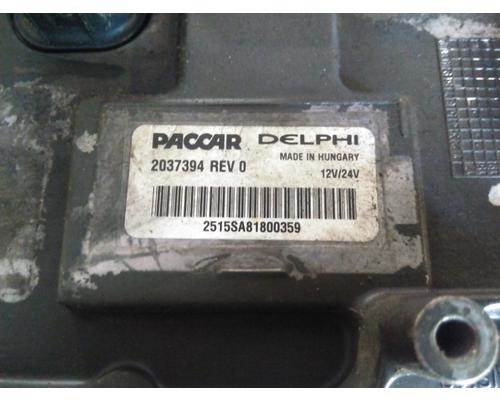 PACCAR DELPHI
MADE IN HUNGARY
2037394 REV 0
12V/24V
2515SA81800359